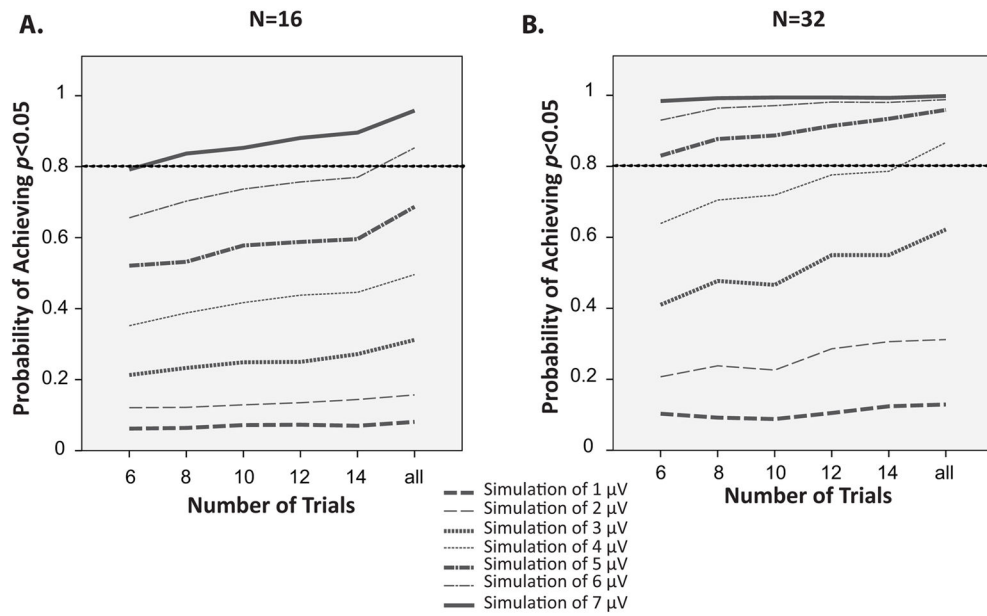 A.
N=16
Probability of Achieving p<0.05
1
0.8
0.6
0.4
0.2
0
6 8 10 12 14 all
Number of Trials
B.
N=32
Probability of Achieving p<0.05
1
0.8
0.6
0.4
0.2
0
6 8 10 12 14 all
Number of Trials
Simulation of 1 μV
Simulation of 2 μV
Simulation of 3 μV
Simulation of 4 μV
Simulation of 5 μV
Simulation of 6 μV
Simulation of 7 μV